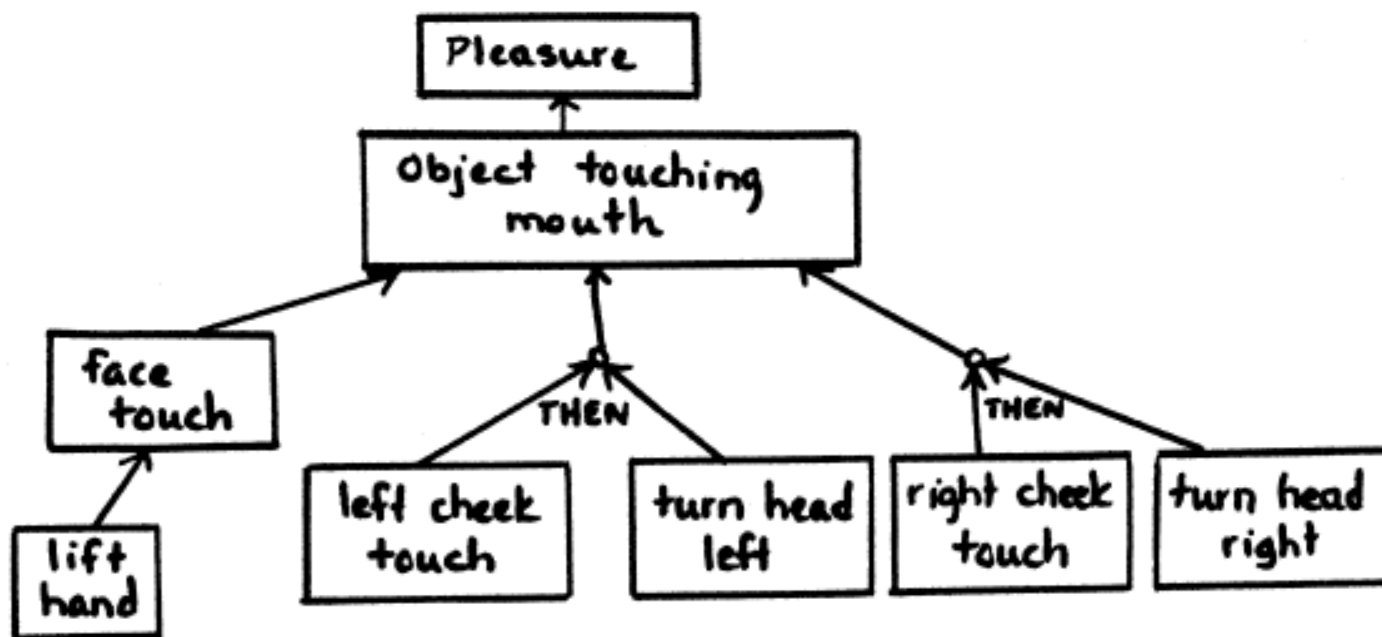 Pleasure
Object touching
mouth
face
touch
THEN
THEN
left cheek
touch
turn head
left
right cheek
touch
turn head
right
lift
hand